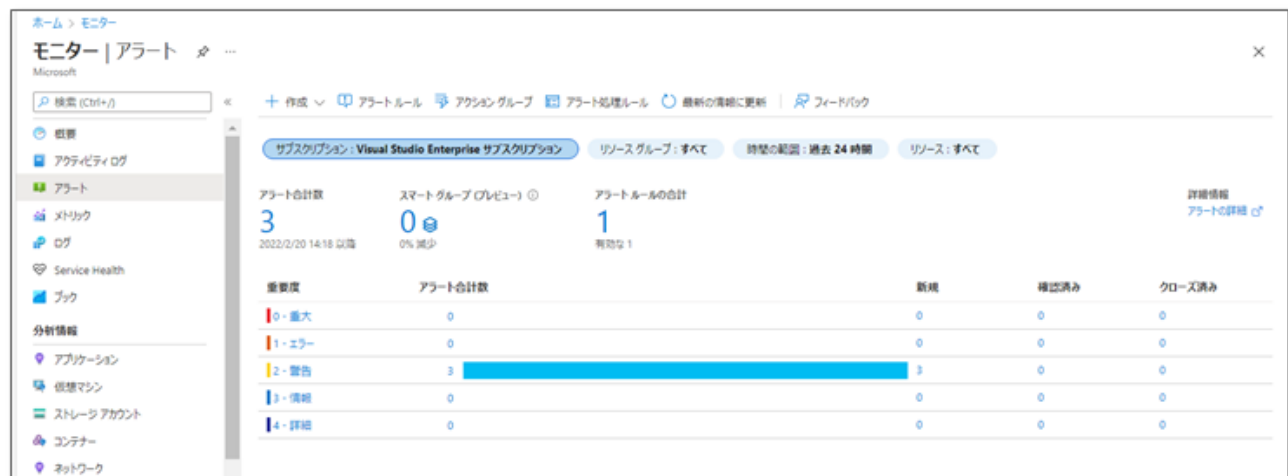 ホーム > モニター
モニター | アラート ...
Microsoft
検索 (Ctrl+/)
«
概要
アクティビティ ログ
アラート
メトリック
ログ
Service Health
ブック
分析情報
アプリケーション
仮想マシン
ストレージ アカウント
コンテナー
ネットワーク
+ 作成 アラート ルール アクション グループ アラート処理ルール 最新の情報に更新 フィードバック
サブスクリプション : Visual Studio Enterprise サブスクリプション リソース グループ : すべて 時間の範囲 : 過去 24 時間 リソース : すべて
アラート合計数 スマート グループ (プレビュー) アラート ルールの合計 詳細情報
3 0 1 アラートの詳細
2022/2/20 14:18 以降 0% 減少 有効な 1
重要度 アラート合計数 新規 確認済み クローズ済み
0 - 重大 0 0 0 0
1 - エラー 0 0 0 0
2 - 警告 3 3 0 0
3 - 情報 0 0 0 0
4 - 詳細 0 0 0 0